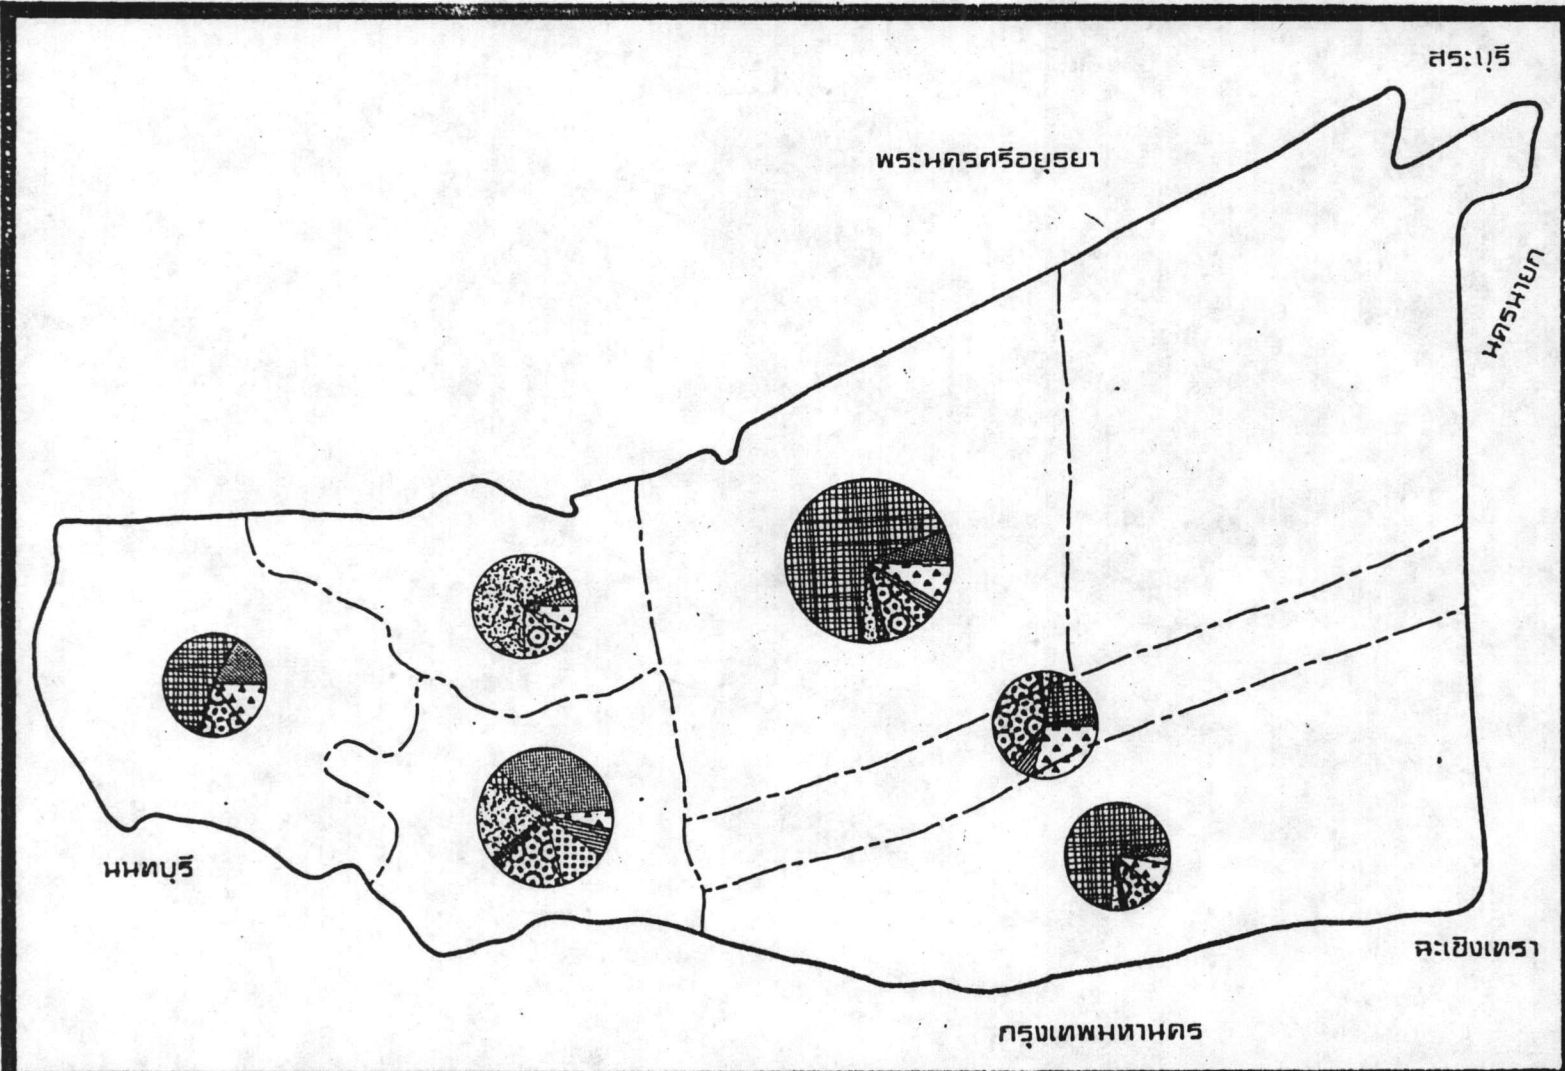 สระบุรี
พระนครศรีอยุธยา
นครนายก
นนทบุรี
ฉะเชิงเทรา
กรุงเทพมหานคร